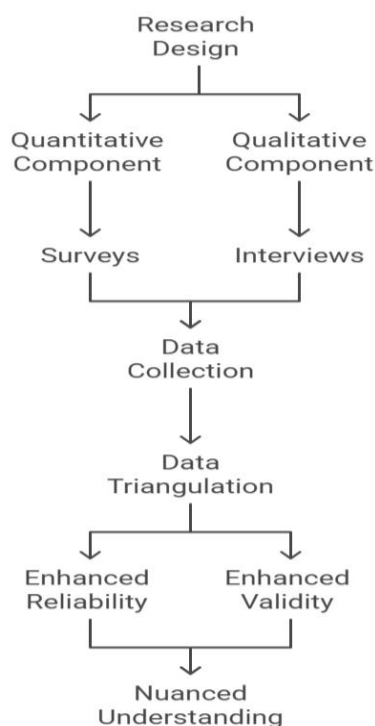 Research
Design
Quantitative
Component
Qualitative
Component
Surveys
Interviews
Data
Collection
Data
Triangulation
Enhanced
Reliability
Enhanced
Validity
Nuanced
Understanding